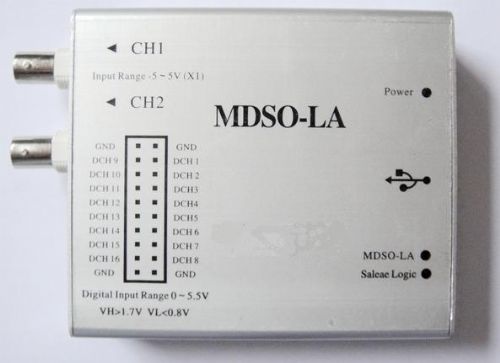 ◄ CH1
Input Range -5~5V (X1)
◄ CH2
MDSO-LA
Power
GND GND
DCH 9 DCH 1
DCH 10 DCH 2
DCH 11 DCH3
DCH 12 DCH4
DCH 13 DCH5
DCH 14 DCH 6
DCH 15 DCH 7
DCH 16 DCH 8
GND GND
Digital Input Range 0~5.5V
VH>1.7V VL<0.8V
MDSO-LA
Saleae Logic